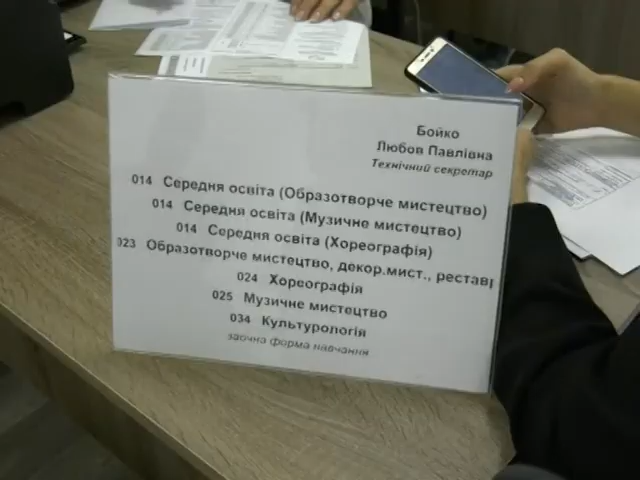 Бойко
Любов Павлівна
Технічний секретар
014 Середня освіта (Образотворче мистецтво)
014 Середня освіта (Музичне мистецтво)
014 Середня освіта (Хореографія)
023 Образотворче мистецтво, декор.мист., рестав
024 Хореографія
025 Музичне мистецтво
034 Культурологія
заочна форма навчання